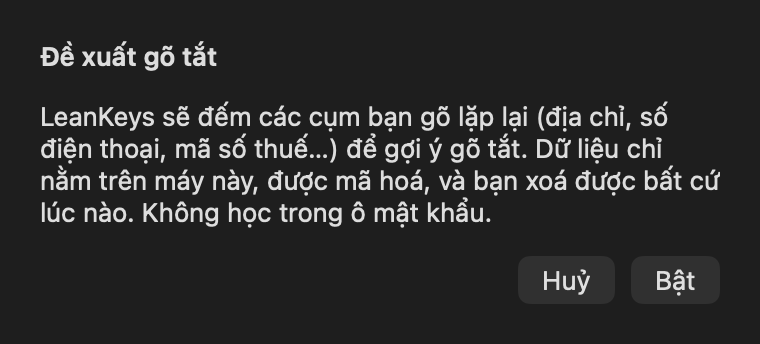 Đề xuất gõ tắt
LeanKeys sẽ đếm các cụm bạn gõ lặp lại (địa chỉ, số
điện thoại, mã số thuế…) để gợi ý gõ tắt. Dữ liệu chỉ
nằm trên máy này, được mã hoá, và bạn xoá được bất cứ
lúc nào. Không học trong ô mật khẩu.
Huỷ
Bật